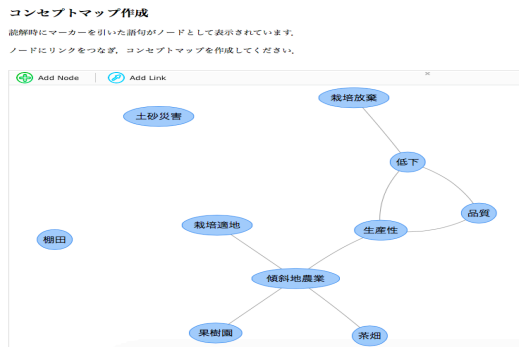 コンセプトマップ作成
読解時にマーカーを引いた語句がノードとして表示されています.
ノードにリンクをつなぎ, コンセプトマップを作成してください.
Add Node Add Link
栽培放棄
土砂災害
低下
品質
栽培適地
生産性
棚田
傾斜地農業
果樹園
茶畑